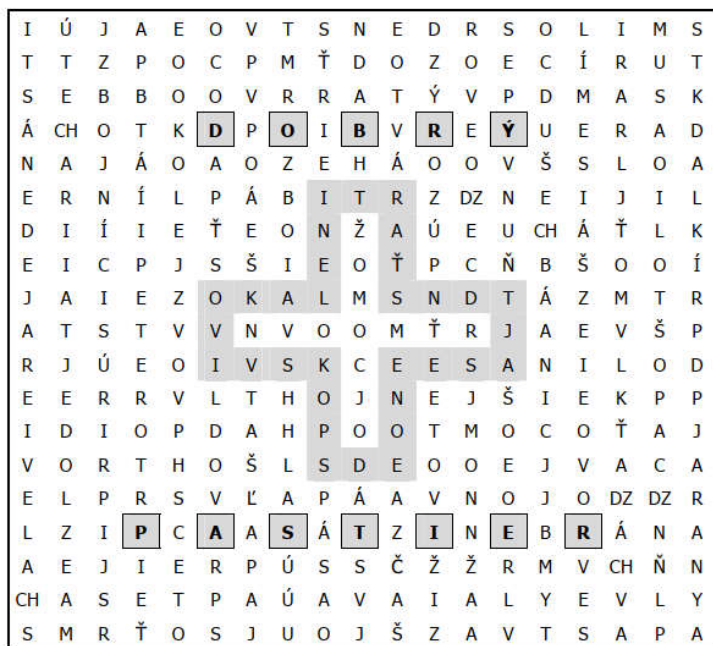 I Ú J A E O V T S N E D R S O L I M S
T T Z P O C P M Ť D O Z O E C Í R U T
S E B B O O V R R A T Ý V P D M A S K
Á CH O T K D P O I B V R E Ý U E R A D
N A J Á O A O Z E H Á O O V Š S L O A
E R N Í L P Á B I T R Z DZ N E I J I L
D I Í I E Ť E O N Ž A Ú E U CH Á Ť L K
E I C P J S Š I E O Ť P C Ň B Š O O Í
J A I E Z O K A L M S N D T Á Z M T R
A T S T V V N V O O M Ť R J A E V Š P
R J Ú E O I V S K C E E S A N I L O D
E E R R V L T H O J N E J Š I E K P P
I D I O P D A H P O O T M O C O Ť A J
V O R T H O Š L S D E O O E J V A C A
E L P R S V Ľ A P Á A V N O J O DZ DZ R
L Z I P C A A S Á T Z I N E B R Á N A
A E J I E R P Ú S S Č Ž Ž R M V CH Ň N
CH A S E T P A Ú A V A I A L Y E V L Y
S M R Ť O S J U O J Š Z A V T S A P A